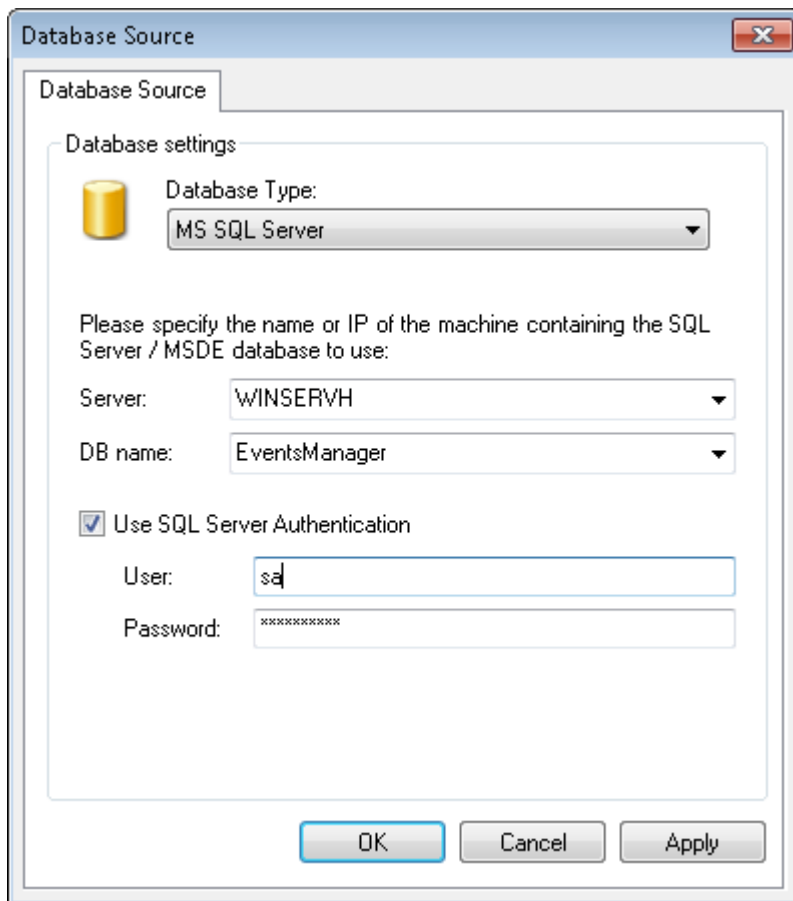 Database Source
Database Source
Database settings
Database Type:
MS SQL Server
Please specify the name or IP of the machine containing the SQL
Server / MSDE database to use:
Server: WINSERVH
DB name: EventsManager
Use SQL Server Authentication
User: sa
Password: **********
OK Cancel Apply